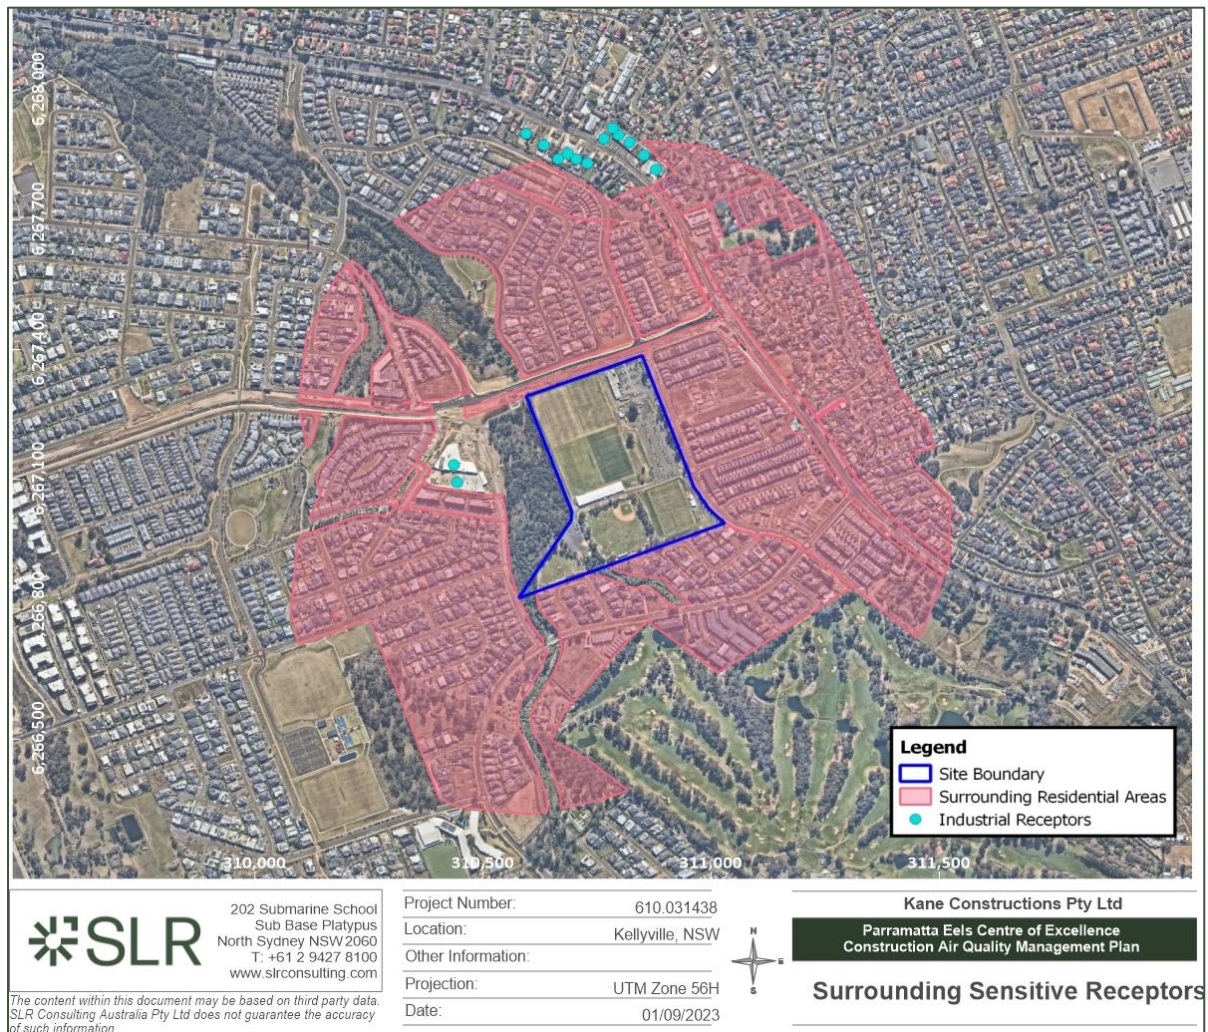 6,268,000
6,267,700
6,267,400
6,267,100
6,266,800
6,266,500
310,000
310,500
311,000
311,500
Legend
Site Boundary
Surrounding Residential Areas
Industrial Receptors
SLR
202 Submarine School
Sub Base Platypus
North Sydney NSW 2060
T: +61 2 9427 8100
www.slrconsulting.com
The content within this document may be based on third party data.
SLR Consulting Australia Pty Ltd does not guarantee the accuracy
of such information
Project Number: 610.031438
Location: Kellyville, NSW
Other Information:
Projection: UTM Zone 56H
Date: 01/09/2023
N
E
S
Kane Constructions Pty Ltd
Parramatta Eels Centre of Excellence
Construction Air Quality Management Plan
Surrounding Sensitive Receptors